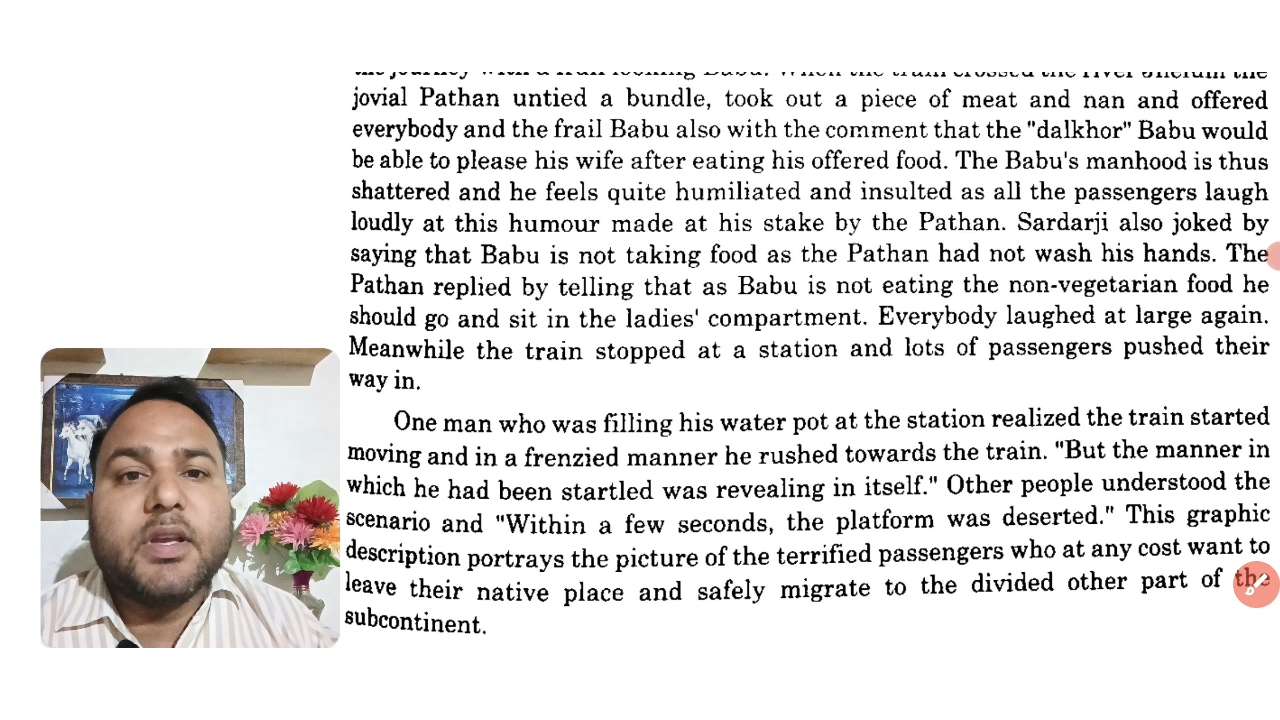 jovial Pathan untied a bundle, took out a piece of meat and nan and offered
everybody and the frail Babu also with the comment that the "dalkhor" Babu would
be able to please his wife after eating his offered food. The Babu's manhood is thus
shattered and he feels quite humiliated and insulted as all the passengers laugh
loudly at this humour made at his stake by the Pathan. Sardarji also joked by
saying that Babu is not taking food as the Pathan had not wash his hands. The
Pathan replied by telling that as Babu is not eating the non-vegetarian food he
should go and sit in the ladies' compartment. Everybody laughed at large again.
Meanwhile the train stopped at a station and lots of passengers pushed their
way in.
One man who was filling his water pot at the station realized the train started
moving and in a frenzied manner he rushed towards the train. "But the manner in
which he had been startled was revealing in itself." Other people understood the
scenario and "Within a few seconds, the platform was deserted." This graphic
description portrays the picture of the terrified passengers who at any cost want to
leave their native place and safely migrate to the divided other part of the
subcontinent.